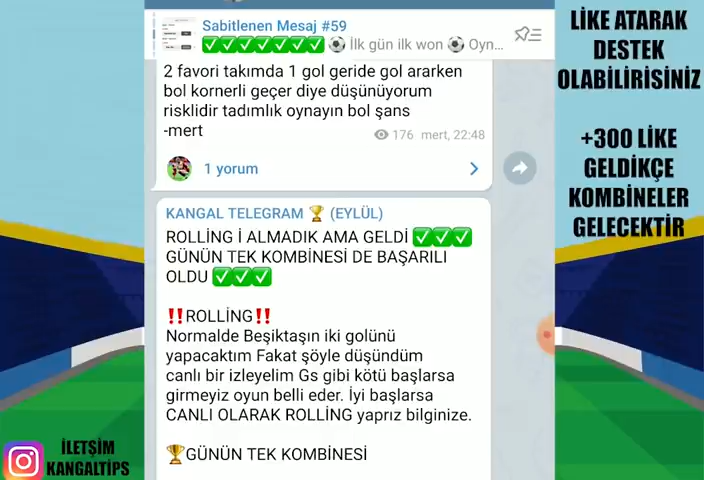 Sabitlenen Mesaj #59
✅✅✅✅✅✅✅ ⚽ İlk gün ilk won ⚽ Oyn...
2 favori takımda 1 gol geride gol ararken
bol kornerli geçer diye düşünüyorum
risklidir tadımlık oynayın bol şans
-mert
176 mert, 22:48
1 yorum
KANGAL TELEGRAM 🏆 (EYLÜL)
ROLLİNG İ ALMADIK AMA GELDİ ✅✅✅
GÜNÜN TEK KOMBİNESİ DE BAŞARILI
OLDU ✅✅✅
‼️ROLLİNG‼️
Normalde Beşiktaşın iki golünü
yapacaktım Fakat şöyle düşündüm
canlı bir izleyelim Gs gibi kötü başlarsa
girmeyiz oyun belli eder. İyi başlarsa
CANLI OLARAK ROLLİNG yaprız bilginize.
🏆GÜNÜN TEK KOMBİNESİ
LİKE ATARAK
DESTEK
OLABİLİRİSİNİZ
+300 LİKE
GELDİKÇE
KOMBİNELER
GELECEKTİR
İLETŞİM
KANGALTİPS